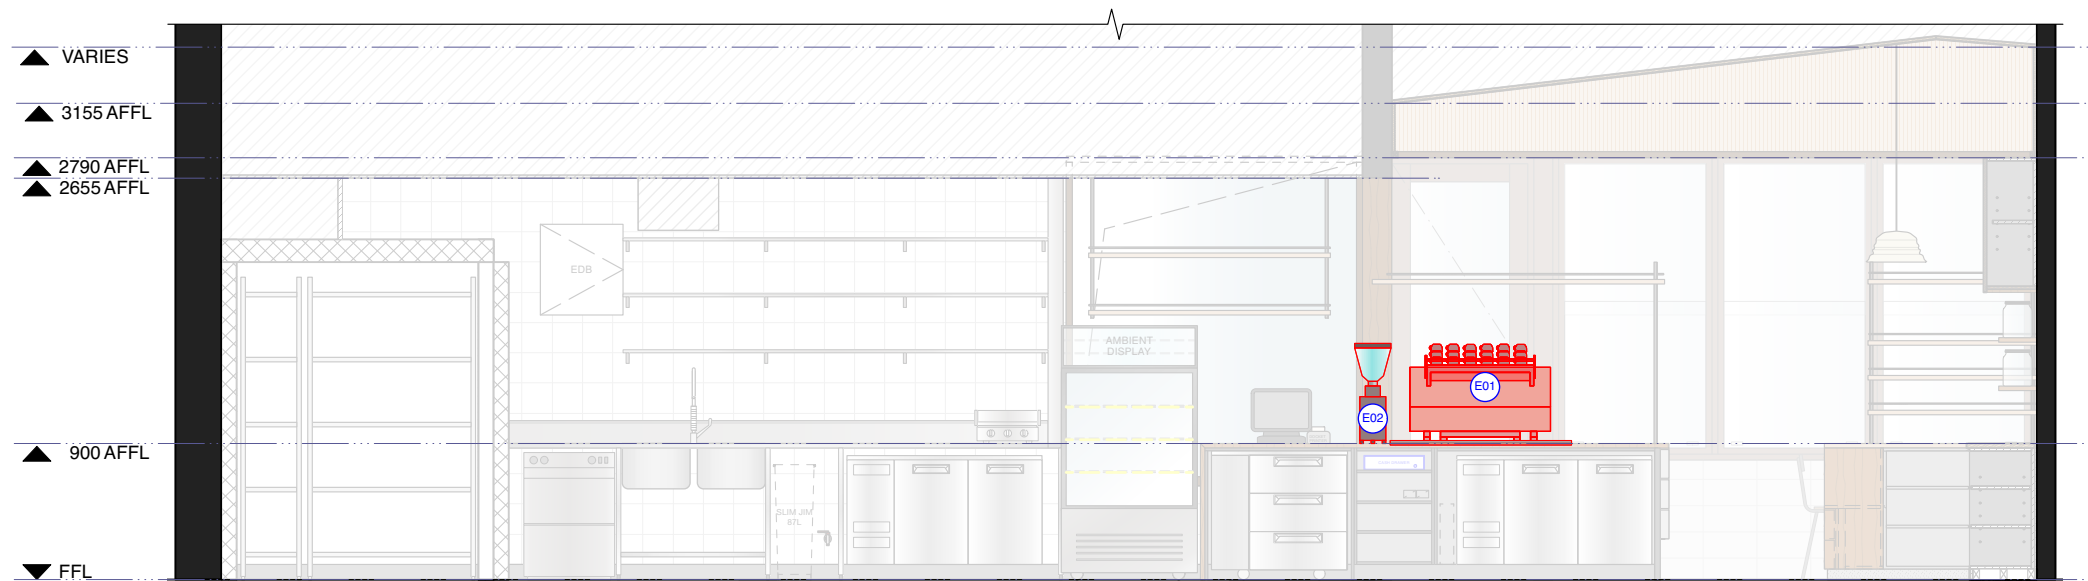 VARIES
3155 AFFL
2790 AFFL
2655 AFFL
EDB
AMBIENT
DISPLAY
E01
E02
900 AFFL
SLIM JIM
87L
FFL